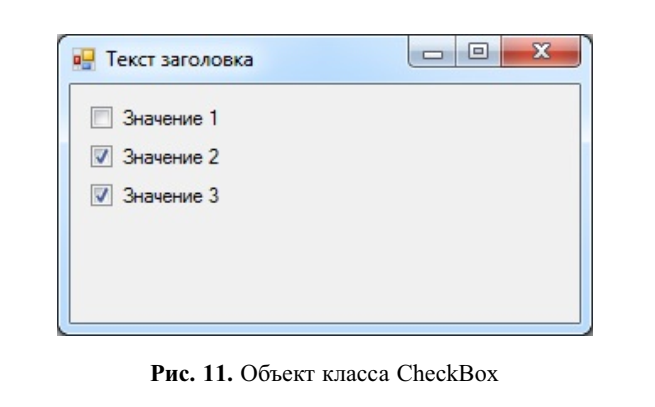 Текст заголовка
Значение 1
Значение 2
Значение 3
Рис. 11. Объект класса CheckBox